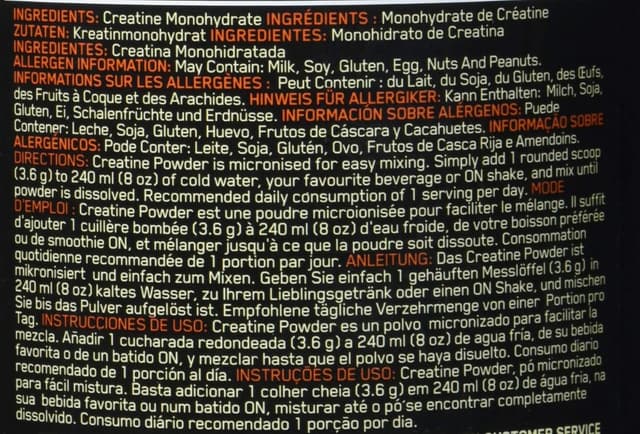 INGREDIENTS: Creatine Monohydrate INGRÉDIENTS : Monohydrate de Créatine
ZUTATEN: Kreatinmonohydrat INGREDIENTES: Monohidrato de Creatina
INGREDIENTES: Creatina Monohidratada
ALLERGEN INFORMATION: May Contain: Milk, Soy, Gluten, Egg, Nuts And Peanuts.
INFORMATIONS SUR LES ALLERGÈNES : Peut Contenir : du Lait, du Soja, du Gluten, des Œufs,
des Fruits à Coque et des Arachides. HINWEIS FÜR ALLERGIKER: Kann Enthalten: Milch, Soja,
Gluten, Ei, Schalenfrüchte und Erdnüsse. INFORMACIÓN SOBRE ALÉRGENOS: Puede
Contener: Leche, Soja, Gluten, Huevo, Frutos de Cáscara y Cacahuetes. INFORMAÇÃO SOBRE
ALERGÉNICOS: Pode Conter: Leite, Soja, Glutén, Ovo, Frutos de Casca Rija e Amendoins.
DIRECTIONS: Creatine Powder is micronised for easy mixing. Simply add 1 rounded scoop
(3.6 g) to 240 ml (8 oz) of cold water, your favourite beverage or ON shake, and mix until
powder is dissolved. Recommended daily consumption of 1 serving per day. MODE
D'EMPLOI : Creatine Powder est une poudre microionisée pour faciliter le mélange. Il suffit
d'ajouter 1 cuillère bombée (3.6 g) à 240 ml (8 oz) d'eau froide, de votre boisson préférée
ou de smoothie ON, et mélanger jusqu'à ce que la poudre soit dissoute. Consommation
quotidienne recommandée de 1 portion par jour. ANLEITUNG: Das Creatine Powder ist
mikronisiert und einfach zum Mixen. Geben Sie einfach 1 gehäuften Messlöffel (3.6 g) in
240 ml (8 oz) kaltes Wasser, zu Ihrem Lieblingsgetränk oder einen ON Shake, und mischen
Sie bis das Pulver aufgelöst ist. Empfohlene tägliche Verzehrmenge von einer Portion pro
Tag. INSTRUCCIONES DE USO: Creatine Powder es un polvo micronizado para facilitar la
mezcla. Añadir 1 cucharada redondeada (3.6 g) a 240 ml (8 oz) de agua fría, de su bebida
favorita o de un batido ON, y mezclar hasta que el polvo se haya disuelto. Consumo diario
recomendado de 1 porción al día. INSTRUÇÕES DE USO: Creatine Powder, pó micronizado
para fácil mistura. Basta adicionar 1 colher cheia (3.6 g) em 240 ml (8 oz) de água fria, na
sua bebida favorita ou num batido ON, misturar até o pó se encontrar completamente
dissolvido. Consumo diário recomendado 1 porção por dia.
CUSTOMER SERVICE